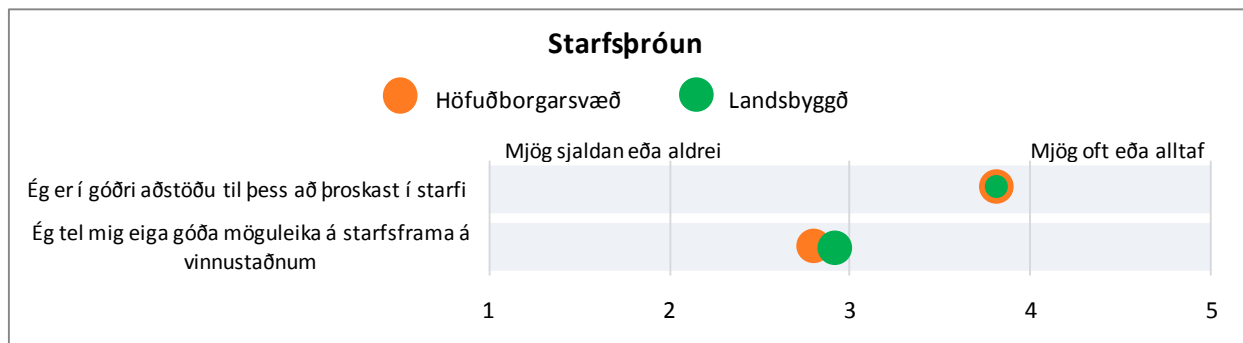 Starfsþróun
Höfuðborgarsvæð
Landsbyggð
Mjög sjaldan eða aldrei
Mjög oft eða alltaf
Ég er í góðri aðstöðu til þess að þroskast í starfi
Ég tel mig eiga góða möguleika á starfsframa á
vinnustaðnum
1 2 3 4 5